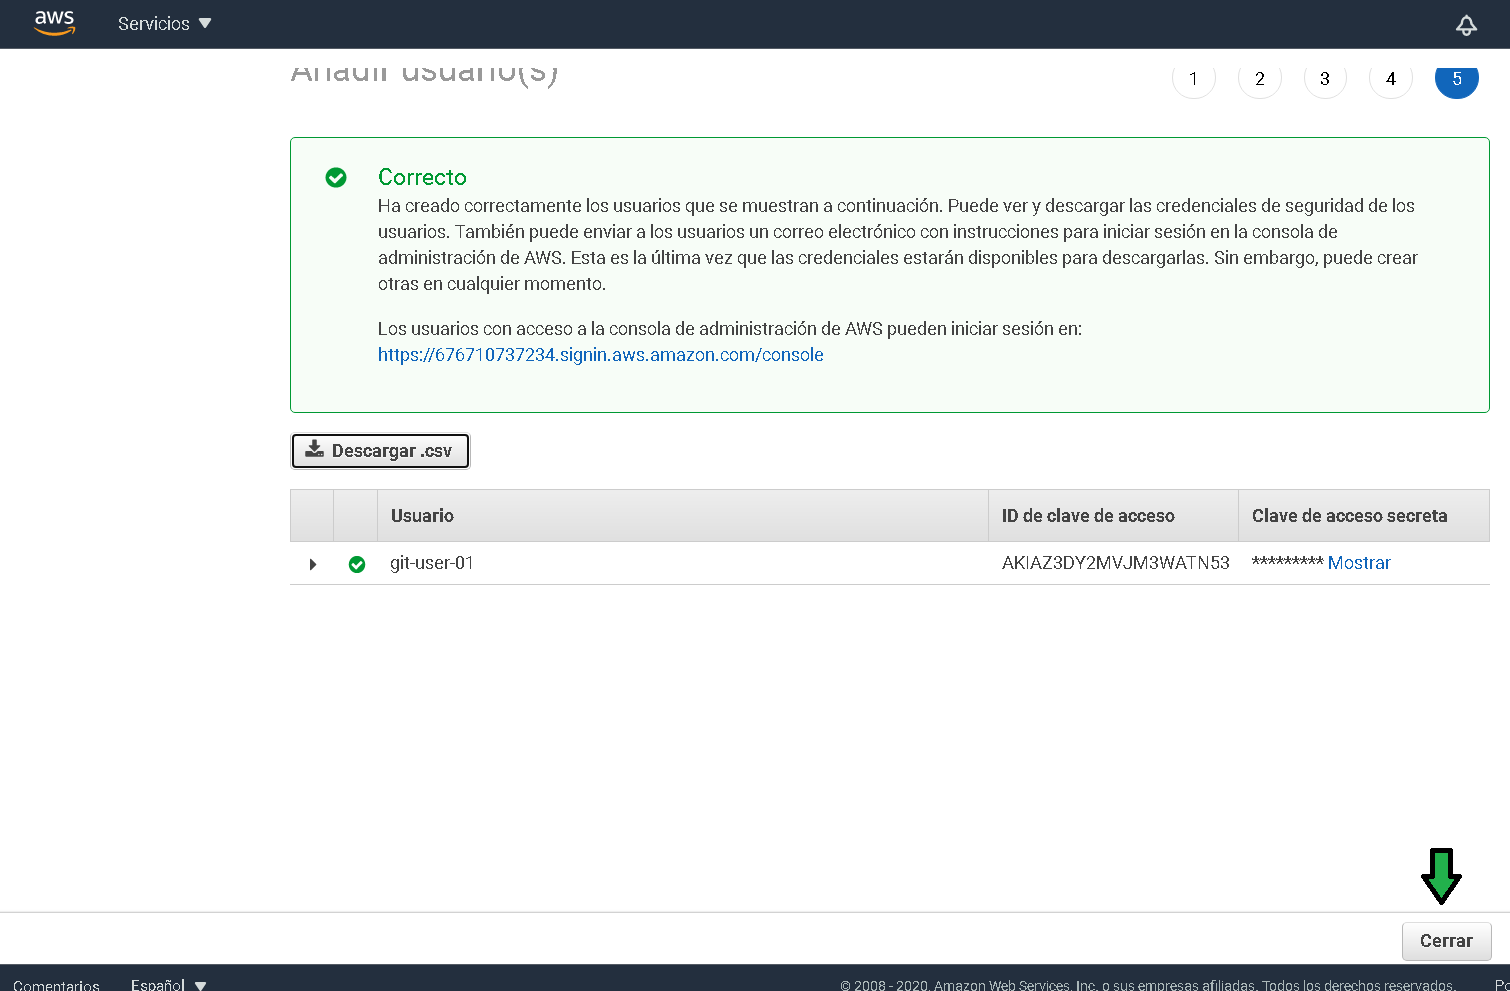 aws
Servicios
Añadir usuario(s)
1 2 3 4 5
Correcto
Ha creado correctamente los usuarios que se muestran a continuación. Puede ver y descargar las credenciales de seguridad de los
usuarios. También puede enviar a los usuarios un correo electrónico con instrucciones para iniciar sesión en la consola de
administración de AWS. Esta es la última vez que las credenciales estarán disponibles para descargarlas. Sin embargo, puede crear
otras en cualquier momento.
Los usuarios con acceso a la consola de administración de AWS pueden iniciar sesión en:
https://676710737234.signin.aws.amazon.com/console
Descargar .csv
Usuario ID de clave de acceso Clave de acceso secreta
git-user-01 AKIAZ3DY2MVJM3WATN53 ********* Mostrar
Cerrar
Comentarios Español © 2008 - 2020, Amazon Web Services, Inc. o sus empresas afiliadas. Todos los derechos reservados.